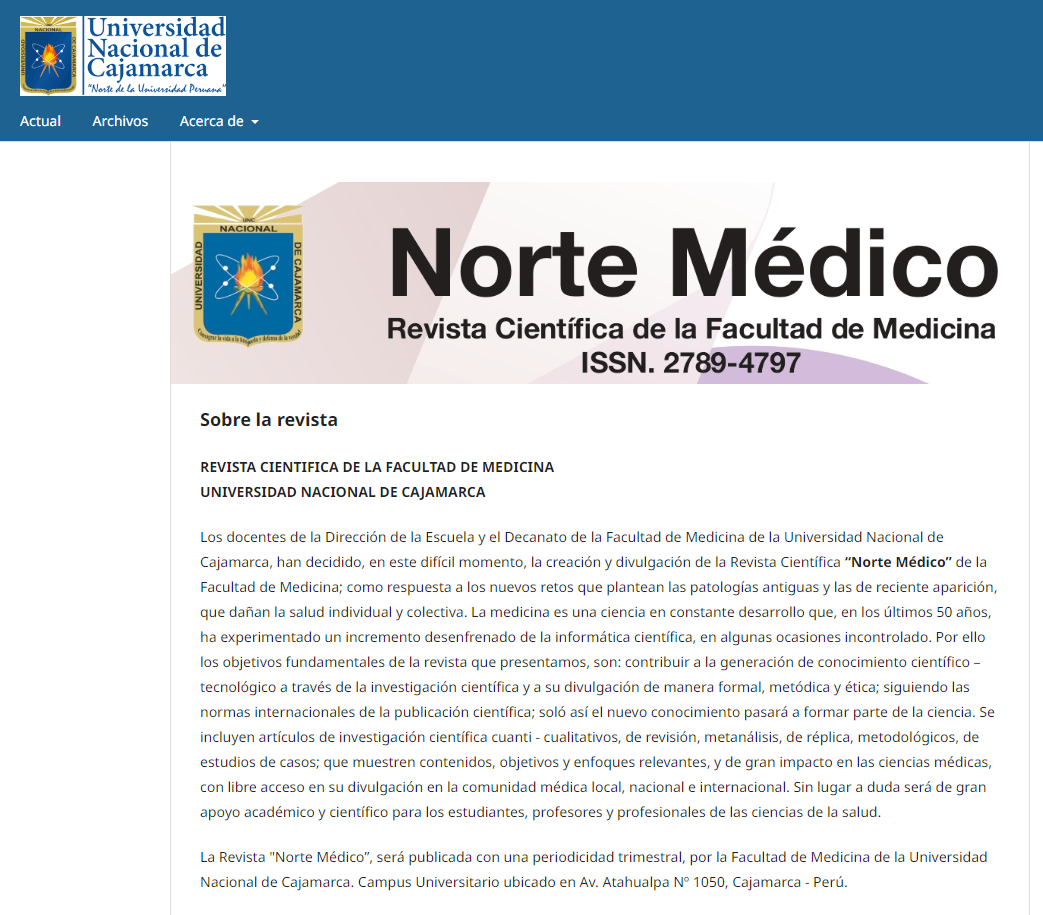 Universidad
Nacional de
Cajamarca
"Norte de la Universidad Peruana"
NACIONAL
UNIVERSIDAD
DE CAJAMARCA
Actual Archivos Acerca de
UNC
NACIONAL
UNIVERSIDAD
DE CAJAMARCA
Norte Médico
Revista Científica de la Facultad de Medicina
ISSN. 2789-4797
Sobre la revista
REVISTA CIENTIFICA DE LA FACULTAD DE MEDICINA
UNIVERSIDAD NACIONAL DE CAJAMARCA
Los docentes de la Dirección de la Escuela y el Decanato de la Facultad de Medicina de la Universidad Nacional de
Cajamarca, han decidido, en este difícil momento, la creación y divulgación de la Revista Científica “Norte Médico” de la
Facultad de Medicina; como respuesta a los nuevos retos que plantean las patologías antiguas y las de reciente aparición,
que dañan la salud individual y colectiva. La medicina es una ciencia en constante desarrollo que, en los últimos 50 años,
ha experimentado un incremento desenfrenado de la informática científica, en algunas ocasiones incontrolado. Por ello
los objetivos fundamentales de la revista que presentamos, son: contribuir a la generación de conocimiento científico –
tecnológico a través de la investigación científica y a su divulgación de manera formal, metódica y ética; siguiendo las
normas internacionales de la publicación científica; soló así el nuevo conocimiento pasará a formar parte de la ciencia. Se
incluyen artículos de investigación científica cuanti - cualitativos, de revisión, metanálisis, de réplica, metodológicos, de
estudios de casos; que muestren contenidos, objetivos y enfoques relevantes, y de gran impacto en las ciencias médicas,
con libre acceso en su divulgación en la comunidad médica local, nacional e internacional. Sin lugar a duda será de gran
apoyo académico y científico para los estudiantes, profesores y profesionales de las ciencias de la salud.
La Revista "Norte Médico”, será publicada con una periodicidad trimestral, por la Facultad de Medicina de la Universidad
Nacional de Cajamarca. Campus Universitario ubicado en Av. Atahualpa Nº 1050, Cajamarca - Perú.